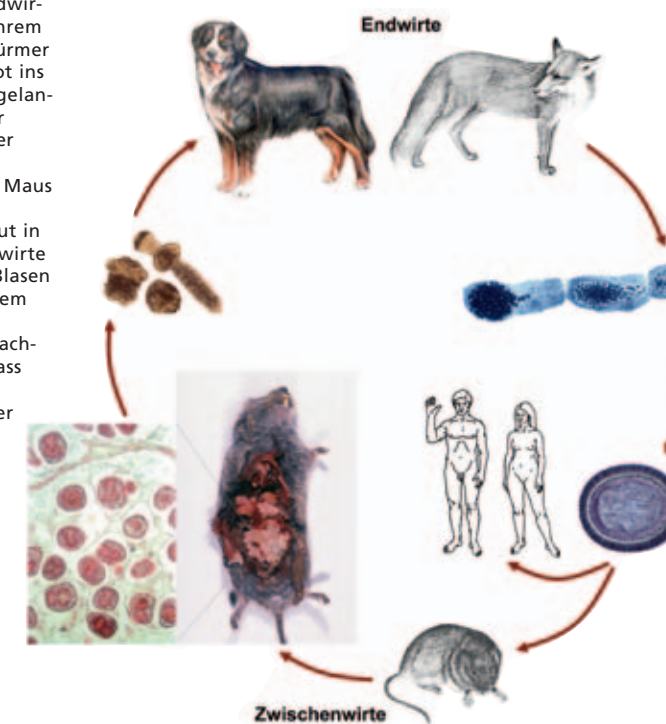 dwir-
hrem
ürmer
ot ins
gelan-
r
er
Maus
ut in
wirte
Blasen
em
ach-
ass
er
Endwirte
Zwischenwirte